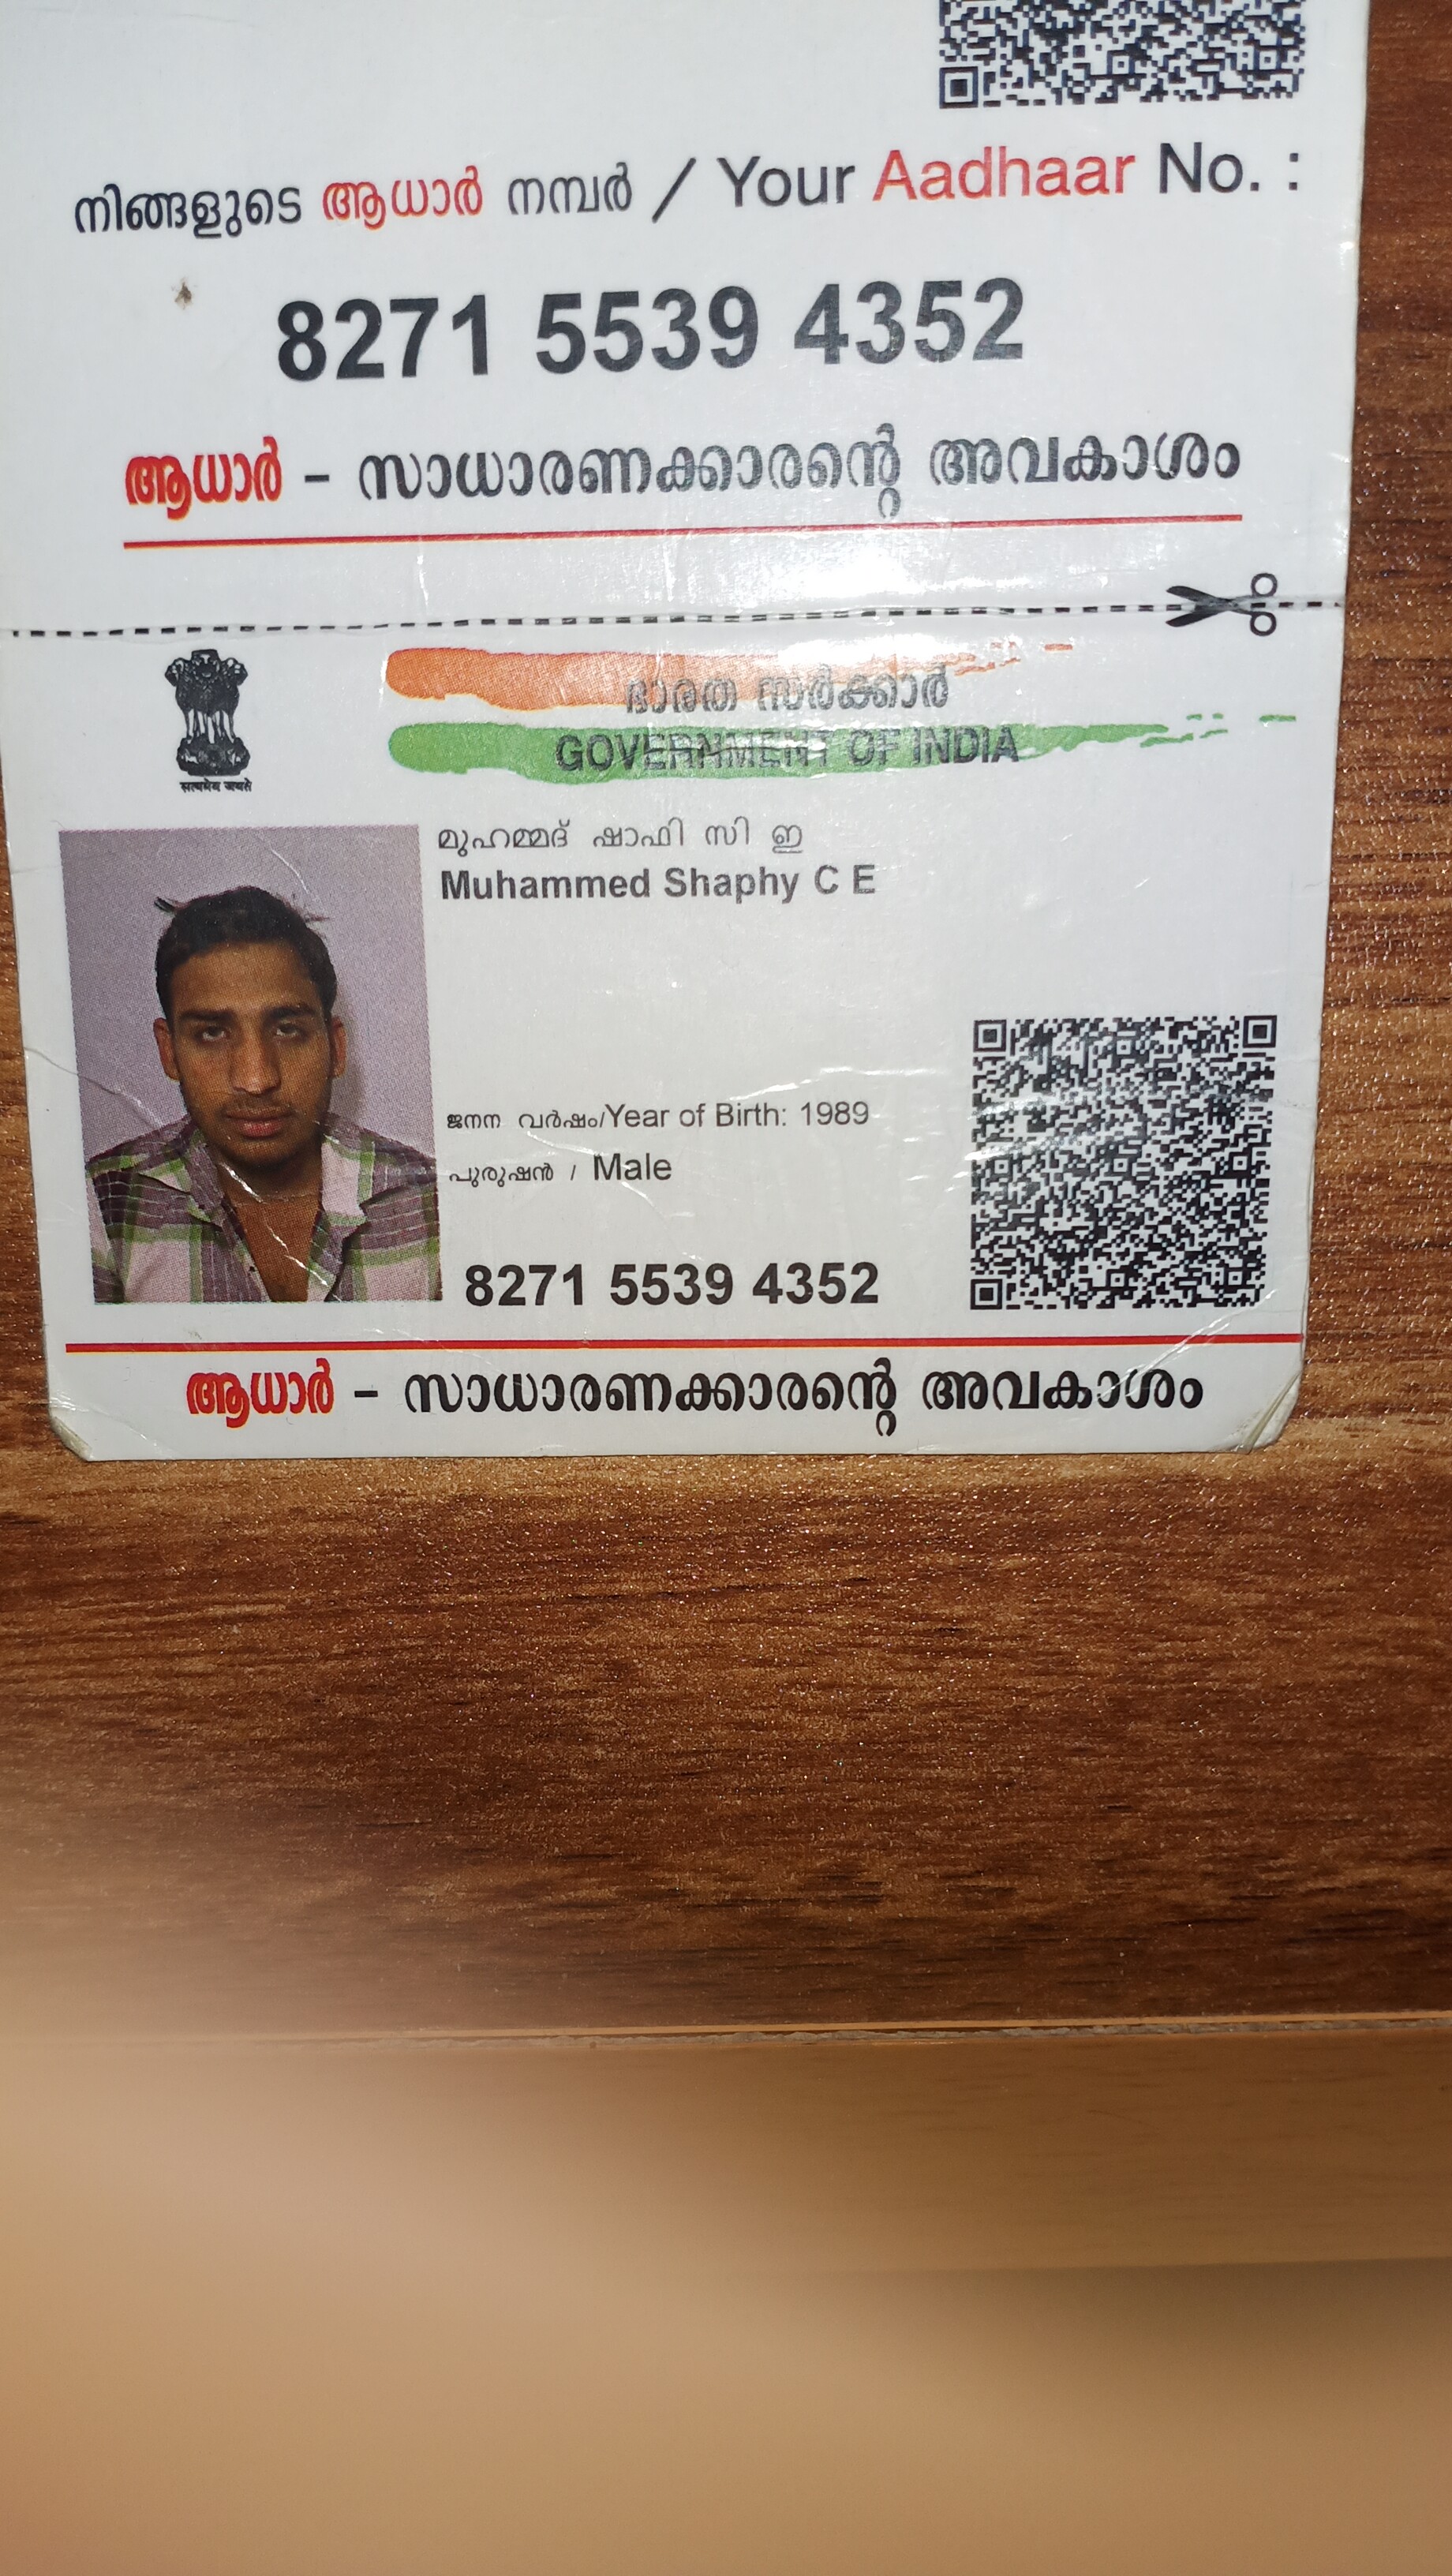 നിങ്ങളുടെ ആധാർ നമ്പർ / Your Aadhaar No. :
8271 5539 4352
ആധാർ – സാധാരണക്കാരന്റെ അവകാശം
ഭാരത സർക്കാർ
GOVERNMENT OF INDIA
सत्यमेव जयते
മുഹമ്മദ് ഷാഫി സി ഇ
Muhammed Shaphy C E
ജനന വർഷം/Year of Birth: 1989
പുരുഷൻ / Male
8271 5539 4352
ആധാർ – സാധാരണക്കാരന്റെ അവകാശം